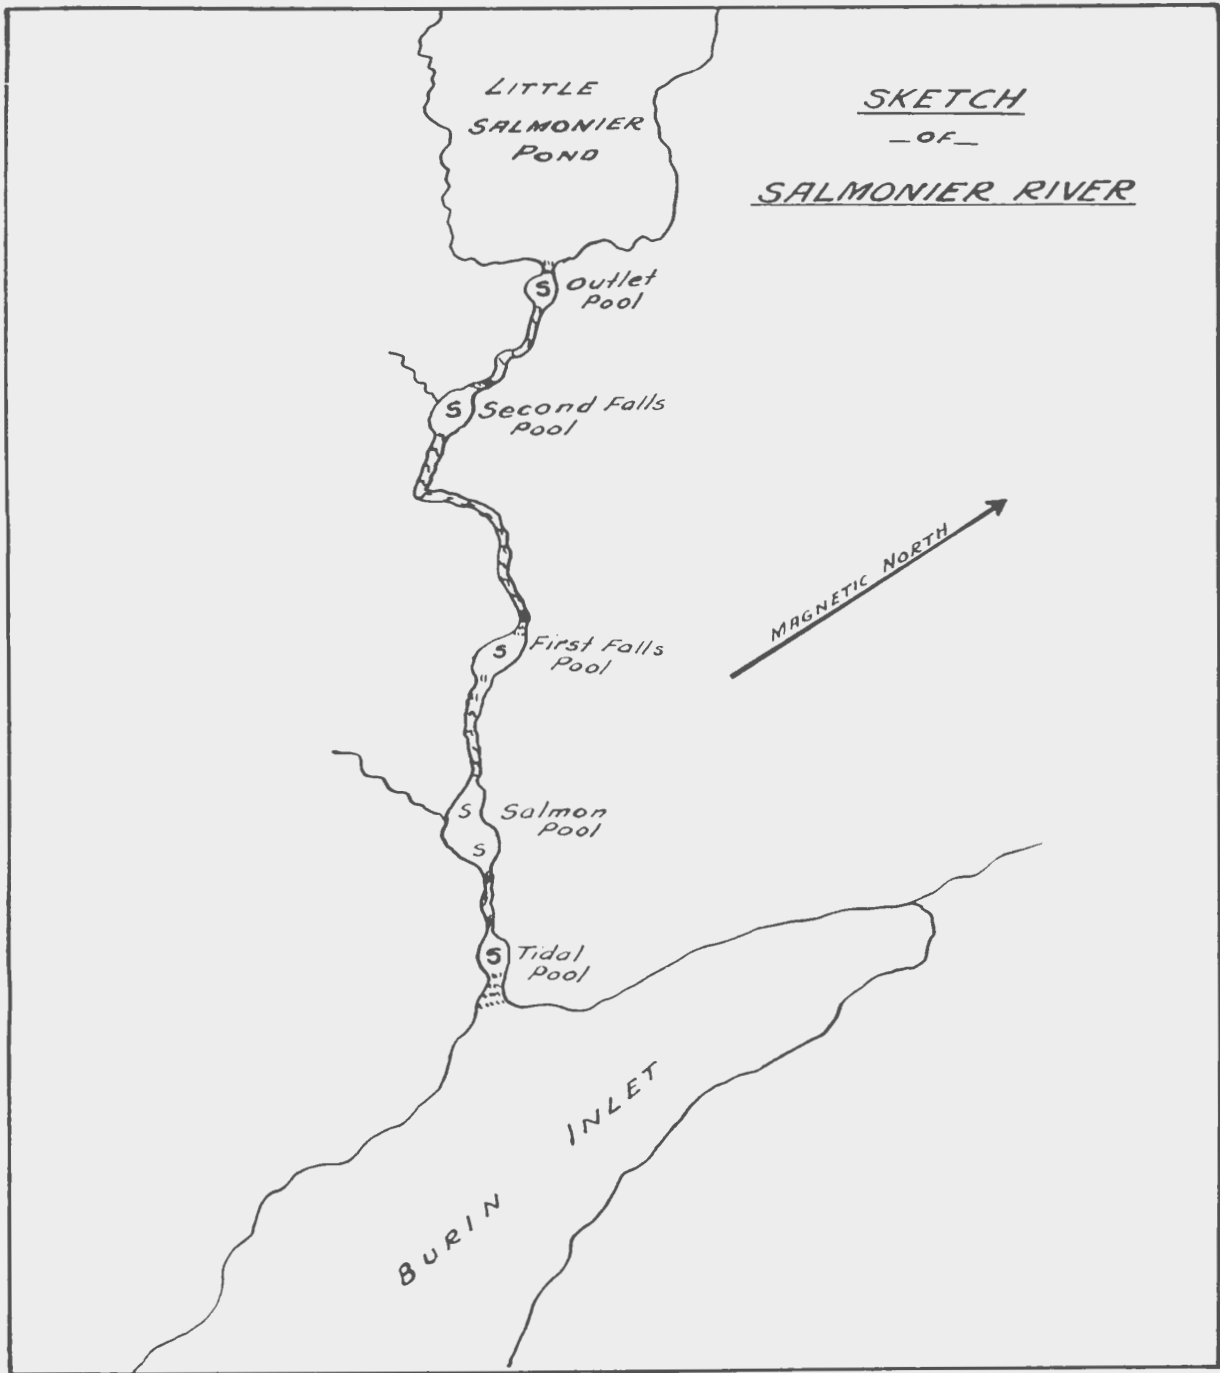 SKETCH
— OF —
SALMONIER RIVER
LITTLE
SALMONIER
POND
S
Outlet
Pool
S
Second Falls
Pool
MAGNETIC NORTH
S
First Falls
Pool
S
Salmon
Pool
S
S
Tidal
Pool
INLET
BURIN